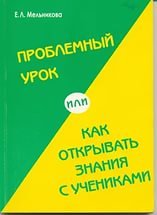 Е.Л. Мельникова
ПРОБЛЕМНЫЙ
УРОК
ИЛИ
КАК
ОТКРЫВАТЬ
ЗНАНИЯ
С УЧЕНИКАМИ